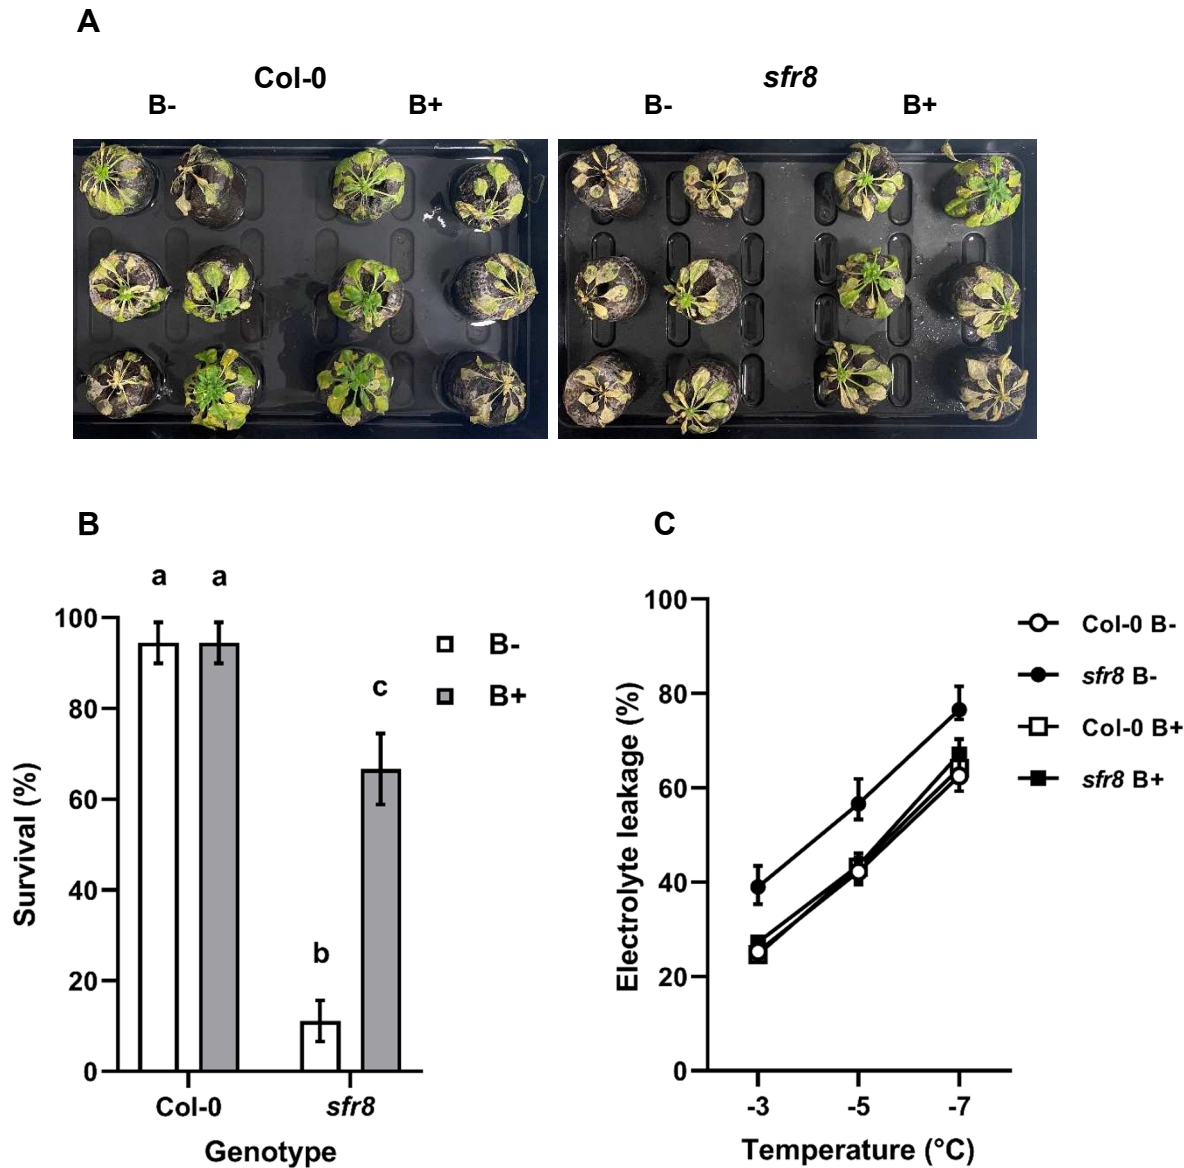 A
Col-0
B-
B+
sfr8
B-
B+
B
a
a
b
c
100
80
60
40
20
0
Survival (%)
Col-0
sfr8
Genotype
B-
B+
C
100
80
60
40
20
0
Electrolyte leakage (%)
-3
-5
-7
Temperature (°C)
Col-0 B-
sfr8 B-
Col-0 B+
sfr8 B+